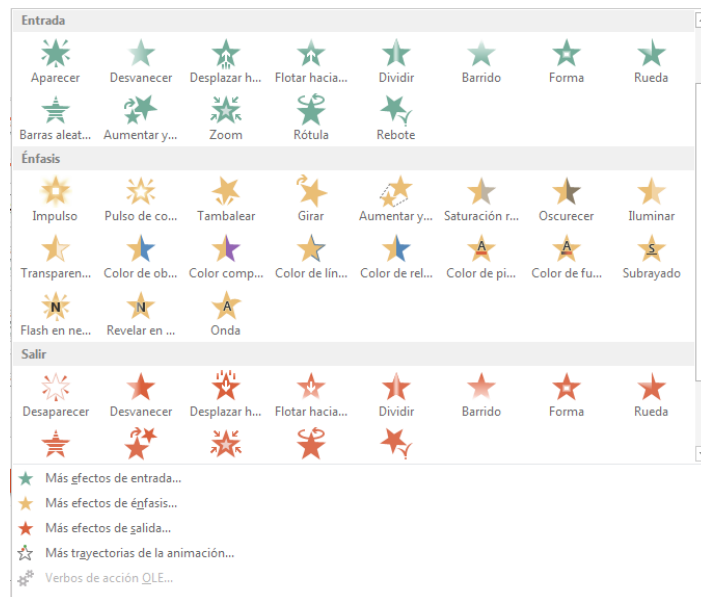 Entrada
Aparecer Desvanecer Desplazar h... Flotar hacia... Dividir Barrido Forma Rueda
Barras aleat... Aumentar y... Zoom Rótula Rebote
Énfasis
Impulso Pulso de co... Tambalear Girar Aumentar y... Saturación r... Oscurecer Iluminar
Transparen... Color de ob... Color comp... Color de lín... Color de rel... Color de pi... Color de fu... Subrayado
Flash en ne... Revelar en ... Onda
Salir
Desaparecer Desvanecer Desplazar h... Flotar hacia... Dividir Barrido Forma Rueda
Más efectos de entrada...
Más efectos de énfasis...
Más efectos de salida...
Más trayectorias de la animación...
Verbos de acción OLE...